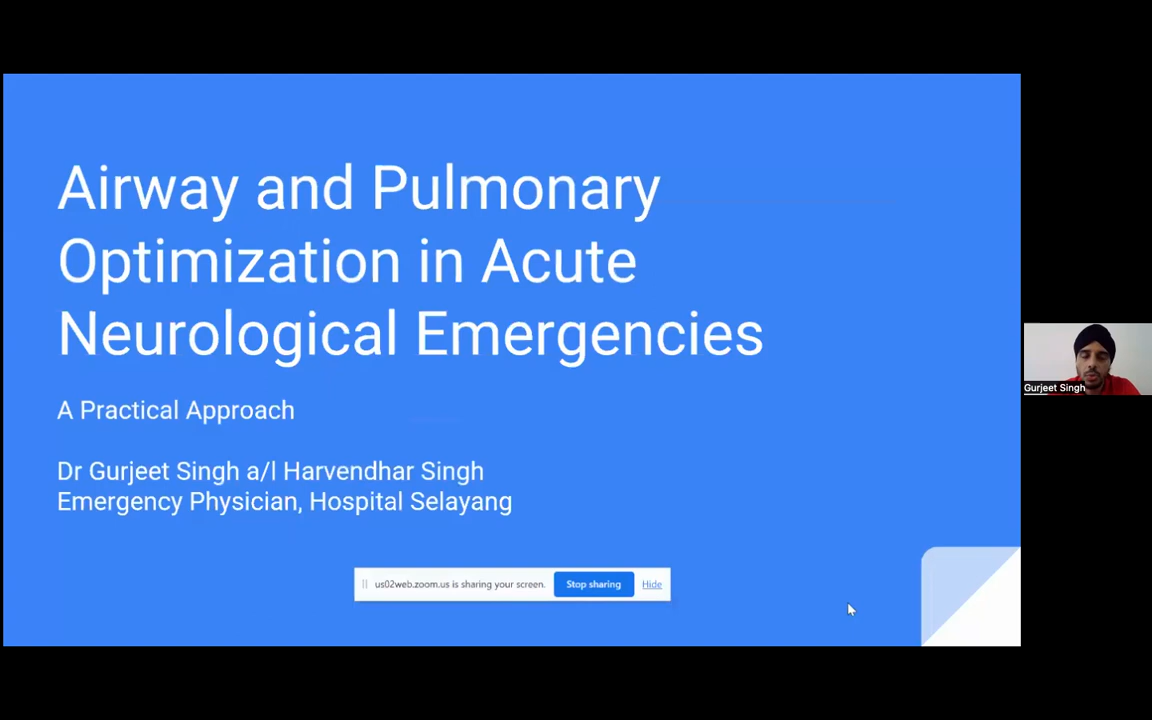 Airway and Pulmonary
Optimization in Acute
Neurological Emergencies
A Practical Approach
Dr Gurjeet Singh a/l Harvendhar Singh
Emergency Physician, Hospital Selayang
us02web.zoom.us is sharing your screen.
Stop sharing
Hide
Gurjeet Singh